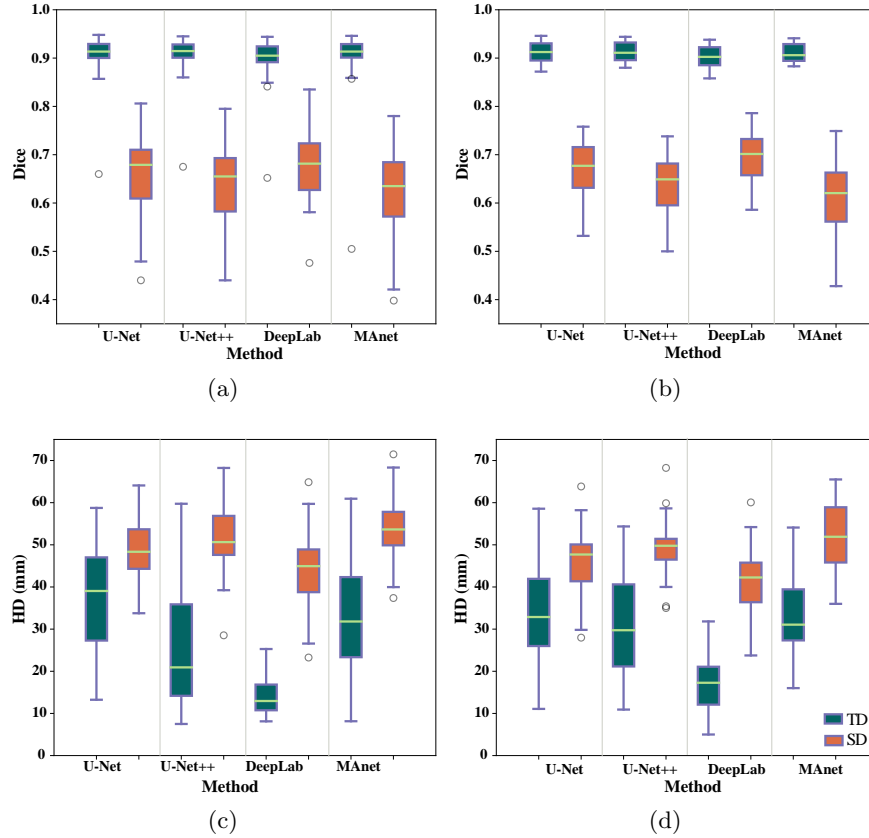 1.0
0.9
0.8
0.7
0.6
0.5
0.4
Dice
U-Net U-Net++ DeepLab MAnet
Method
(a)
1.0
0.9
0.8
0.7
0.6
0.5
0.4
Dice
U-Net U-Net++ DeepLab MAnet
Method
(b)
70
60
50
40
30
20
10
0
HD (mm)
U-Net U-Net++ DeepLab MAnet
Method
(c)
70
60
50
40
30
20
10
0
HD (mm)
TD
SD
U-Net U-Net++ DeepLab MAnet
Method
(d)